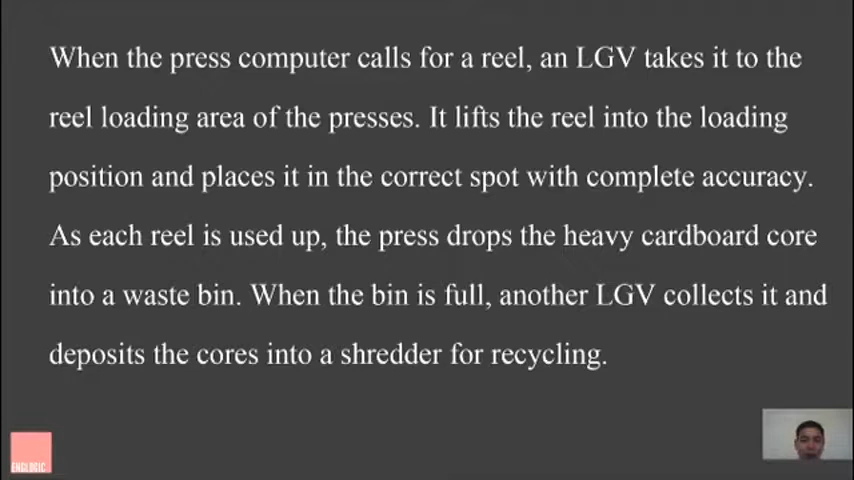 When the press computer calls for a reel, an LGV takes it to the
reel loading area of the presses. It lifts the reel into the loading
position and places it in the correct spot with complete accuracy.
As each reel is used up, the press drops the heavy cardboard core
into a waste bin. When the bin is full, another LGV collects it and
deposits the cores into a shredder for recycling.
ENGLOGIC